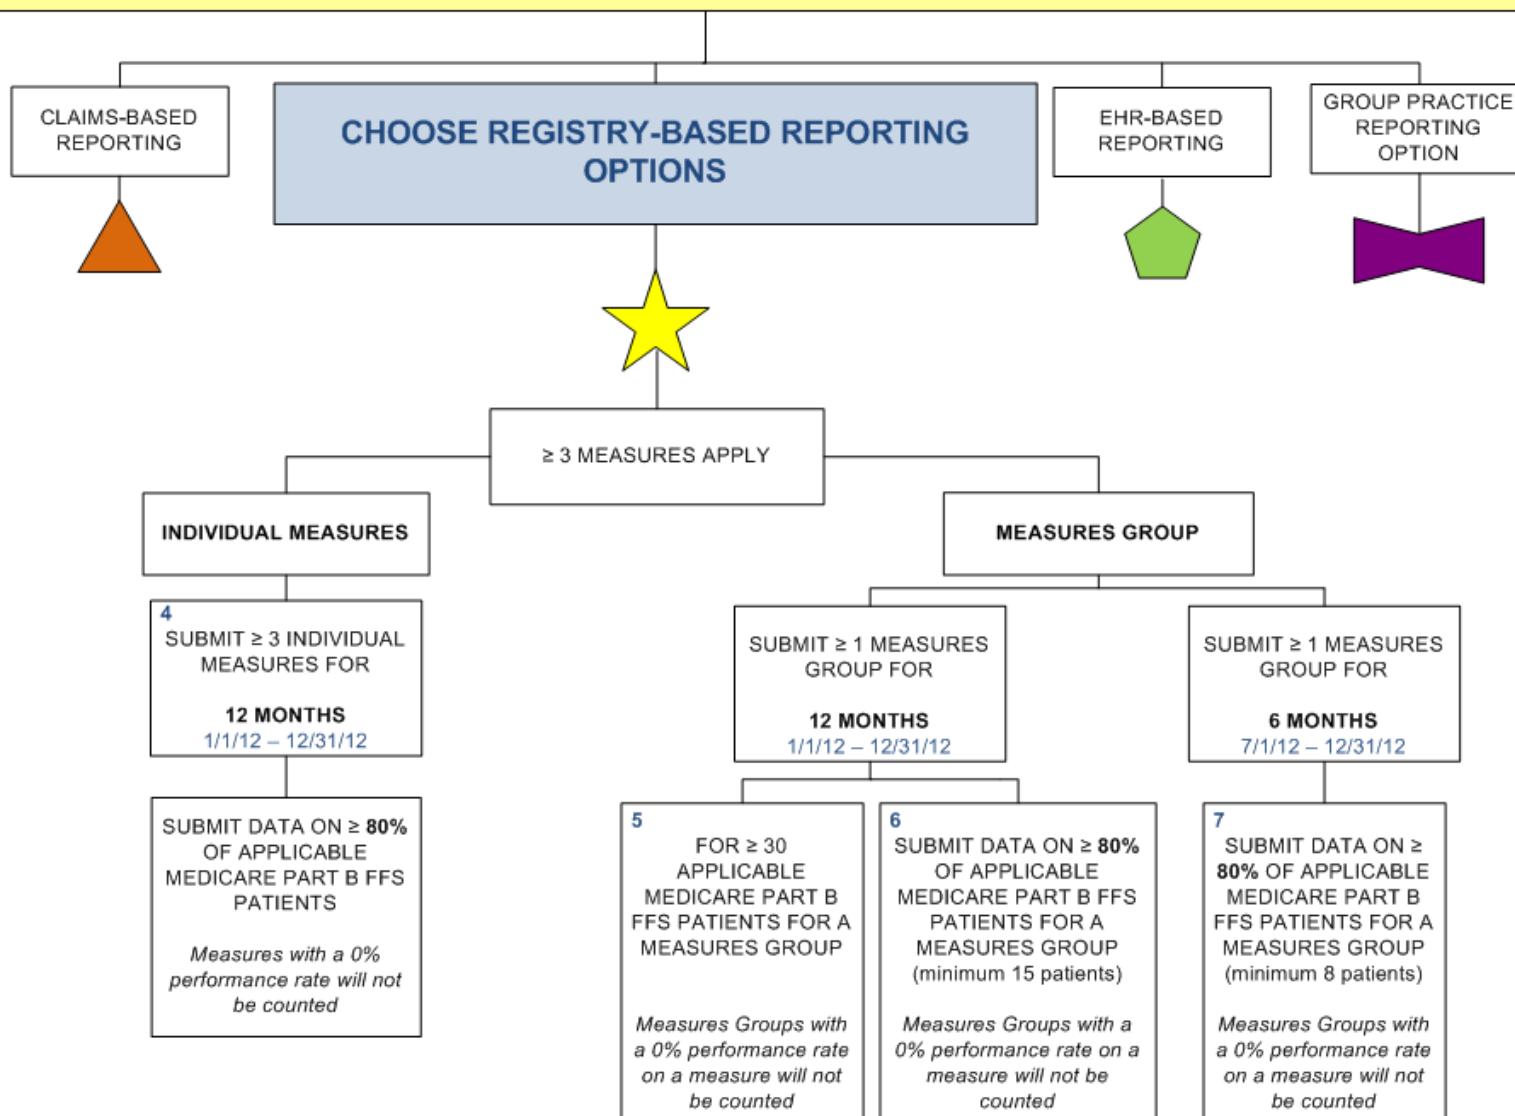 CLAIMS-BASED
REPORTING
CHOOSE REGISTRY-BASED REPORTING
OPTIONS
EHR-BASED
REPORTING
GROUP PRACTICE
REPORTING
OPTION
≥ 3 MEASURES APPLY
INDIVIDUAL MEASURES
MEASURES GROUP
4
SUBMIT ≥ 3 INDIVIDUAL
MEASURES FOR
12 MONTHS
1/1/12 – 12/31/12
SUBMIT ≥ 1 MEASURES
GROUP FOR
12 MONTHS
1/1/12 – 12/31/12
SUBMIT ≥ 1 MEASURES
GROUP FOR
6 MONTHS
7/1/12 – 12/31/12
SUBMIT DATA ON ≥ 80%
OF APPLICABLE
MEDICARE PART B FFS
PATIENTS
Measures with a 0%
performance rate will not
be counted
5
FOR ≥ 30
APPLICABLE
MEDICARE PART B
FFS PATIENTS FOR A
MEASURES GROUP
Measures Groups with
a 0% performance rate
on a measure will not
be counted
6
SUBMIT DATA ON ≥ 80%
OF APPLICABLE
MEDICARE PART B FFS
PATIENTS FOR A
MEASURES GROUP
(minimum 15 patients)
Measures Groups with a
0% performance rate on a
measure will not be
counted
7
SUBMIT DATA ON ≥
80% OF APPLICABLE
MEDICARE PART B
FFS PATIENTS FOR A
MEASURES GROUP
(minimum 8 patients)
Measures Groups with
a 0% performance rate
on a measure will not
be counted